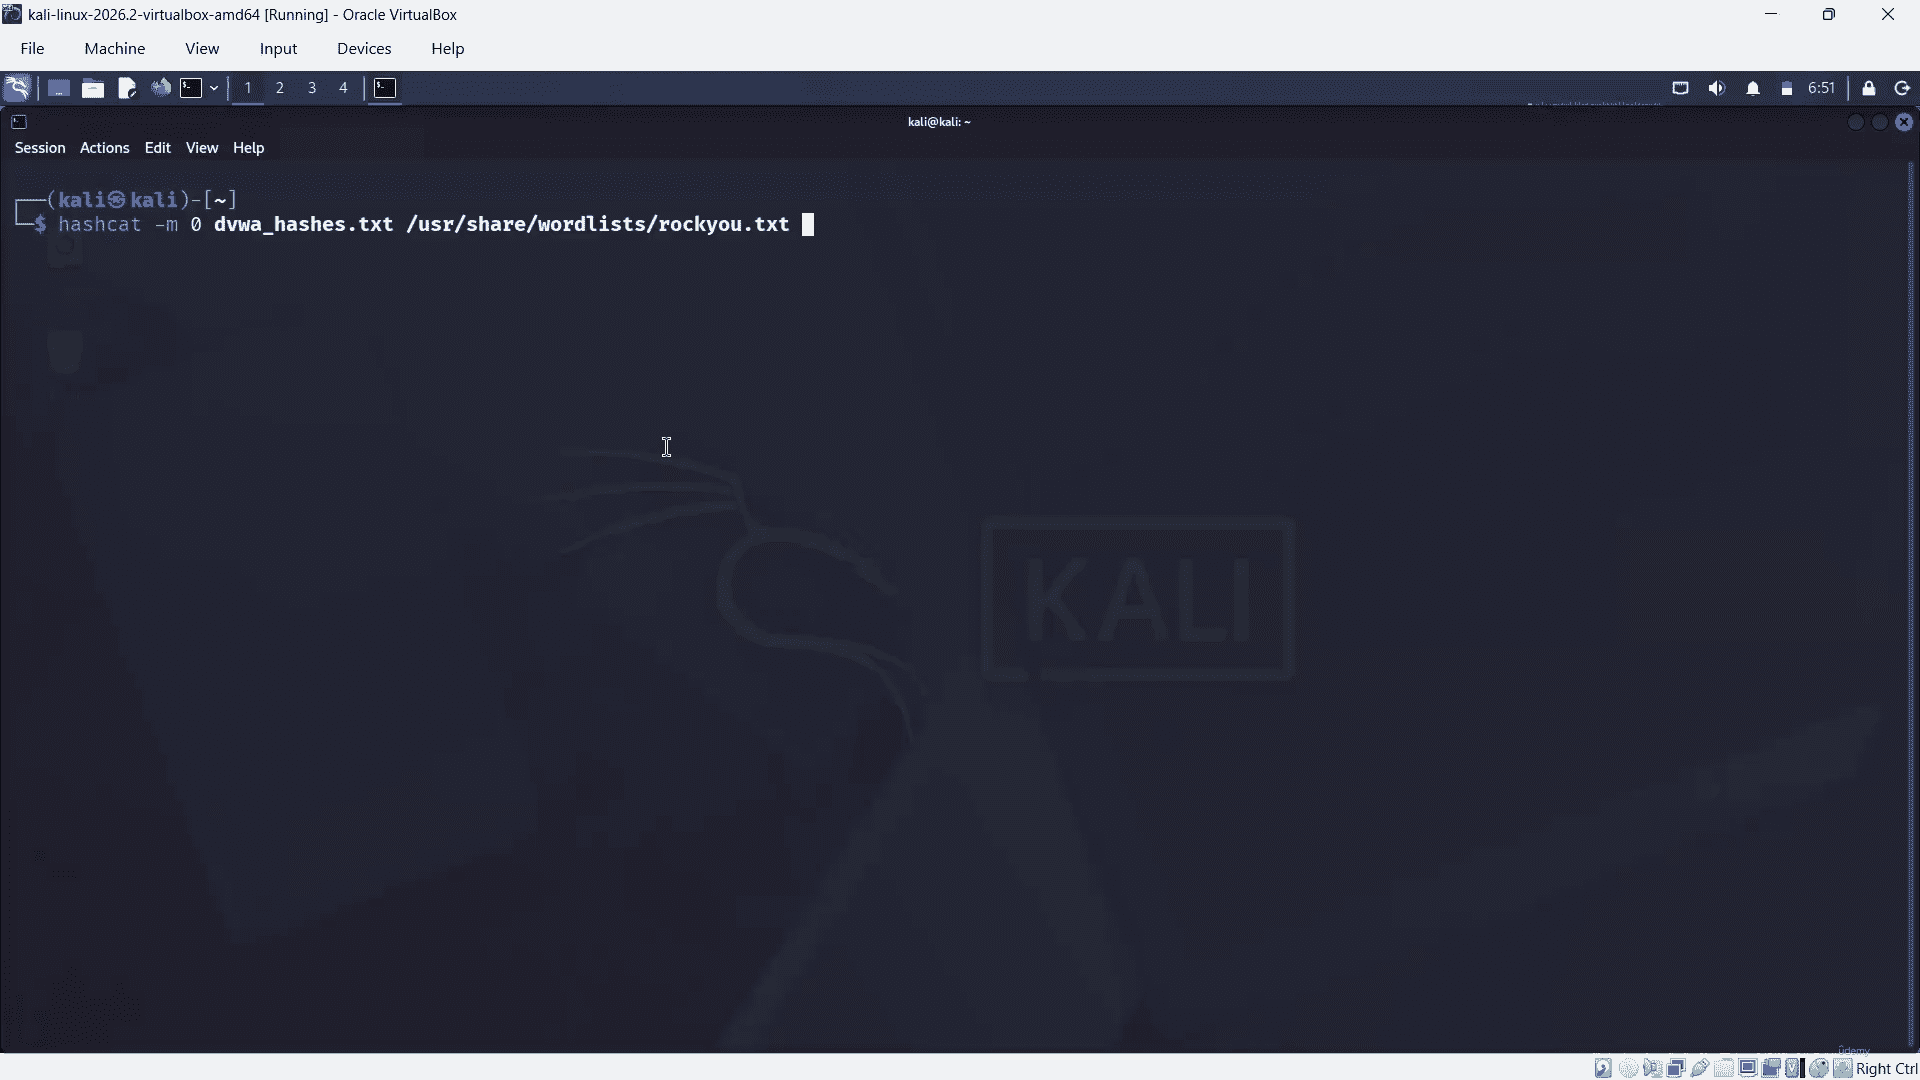 kali-linux-2026.2-virtualbox-amd64 [Running] - Oracle VirtualBox
File Machine View Input Devices Help
1 2 3 4 6:51
kali@kali: ~
Session Actions Edit View Help
┌──(kali㉿kali)-[~]
└─$ hashcat -m 0 dvwa_hashes.txt /usr/share/wordlists/rockyou.txt
KALI
udemy
Right Ctrl